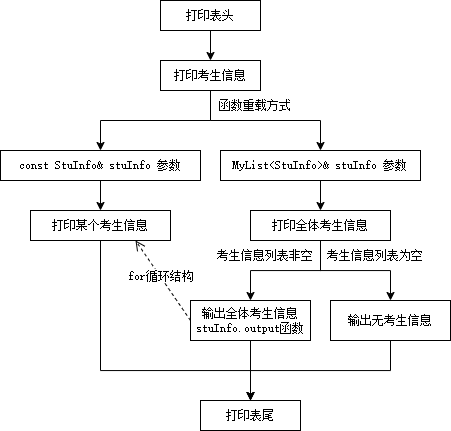 打印表头
打印考生信息
函数重载方式
const StuInfo& stuInfo 参数
MyList<StuInfo>& stuInfo 参数
打印某个考生信息
打印全体考生信息
考生信息列表非空
考生信息列表为空
for循环结构
输出全体考生信息
stuInfo.output函数
输出无考生信息
打印表尾